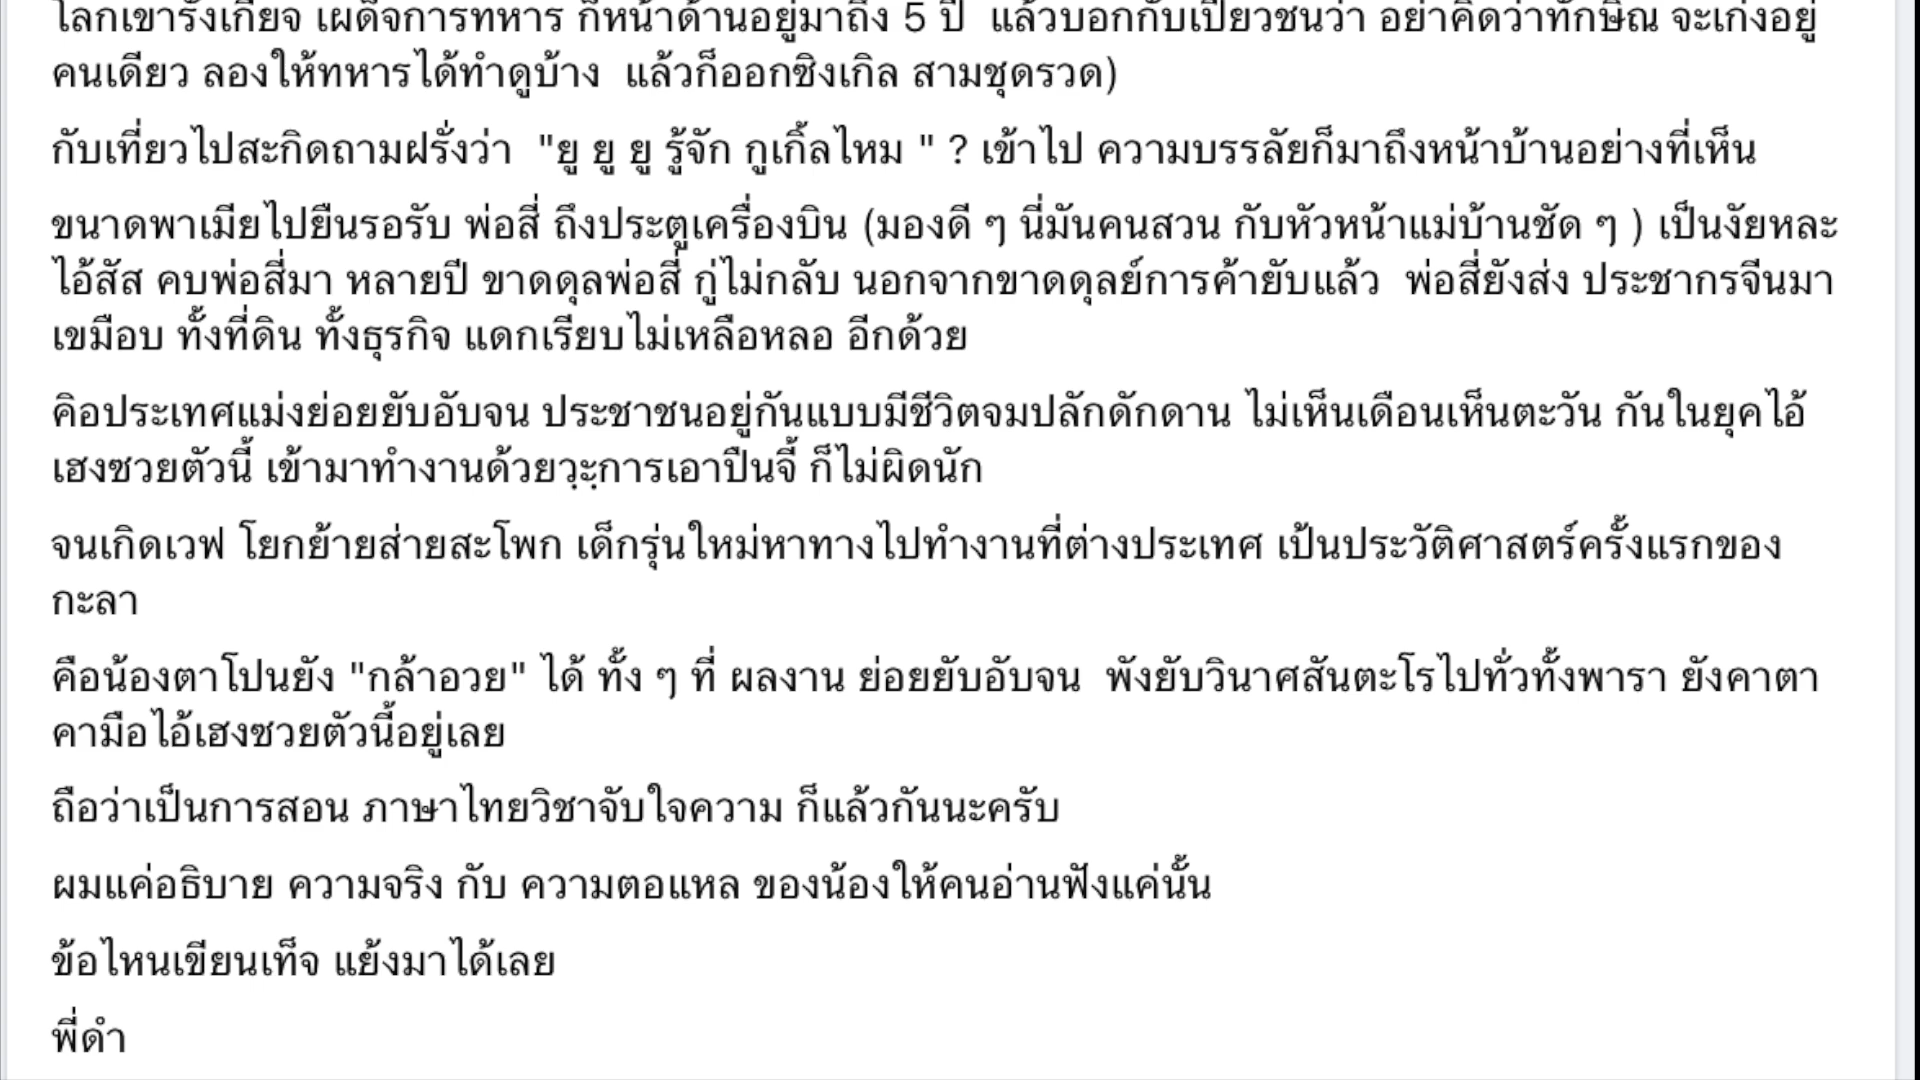 โลกเขารังเกียจ เผด็จการทหาร ก็หน้าด้านอยู่มาถึง 5 ปี แล้วบอกกับเปียวชนว่า อย่าคิดว่าทักษิณ จะเก่งอยู่
คนเดียว ลองให้ทหารได้ทำดูบ้าง แล้วก็ออกซิงเกิล สามชุดรวด)
กับเที่ยวไปสะกิดถามฝรั่งว่า "ยู ยู ยู รู้จัก กูเกิ้ลไหม " ? เข้าไป ความบรรลัยก็มาถึงหน้าบ้านอย่างที่เห็น
ขนาดพาเมียไปยืนรอรับ พ่อสี่ ถึงประตูเครื่องบิน (มองดี ๆ นี่มันคนสวน กับหัวหน้าแม่บ้านชัด ๆ ) เป็นงัยหละ
ไอ้สัส คบพ่อสี่มา หลายปี ขาดดุลพ่อสี่ กู่ไม่กลับ นอกจากขาดดุลย์การค้ายับแล้ว พ่อสี่ยังส่ง ประชากรจีนมา
เขมือบ ทั้งที่ดิน ทั้งธุรกิจ แดกเรียบไม่เหลือหลอ อีกด้วย
คิอประเทศแม่งย่อยยับอับจน ประชาชนอยู่กันแบบมีชีวิตจมปลักดักดาน ไม่เห็นเดือนเห็นตะวัน กันในยุคไอ้
เฮงซวยตัวนี้ เข้ามาทำงานด้วยวฺะฺการเอาปืนจี้ ก็ไม่ผิดนัก
จนเกิดเวฟ โยกย้ายส่ายสะโพก เด็กรุ่นใหม่หาทางไปทำงานที่ต่างประเทศ เป้นประวัติศาสตร์ครั้งแรกของ
กะลา
คือน้องตาโปนยัง "กล้าอวย" ได้ ทั้ง ๆ ที่ ผลงาน ย่อยยับอับจน พังยับวินาศสันตะโรไปทั่วทั้งพารา ยังคาตา
คามือไอ้เฮงซวยตัวนี้อยู่เลย
ถือว่าเป็นการสอน ภาษาไทยวิชาจับใจความ ก็แล้วกันนะครับ
ผมแค่อธิบาย ความจริง กับ ความตอแหล ของน้องให้คนอ่านฟังแค่นั้น
ข้อไหนเขียนเท็จ แย้งมาได้เลย
พี่ดำ